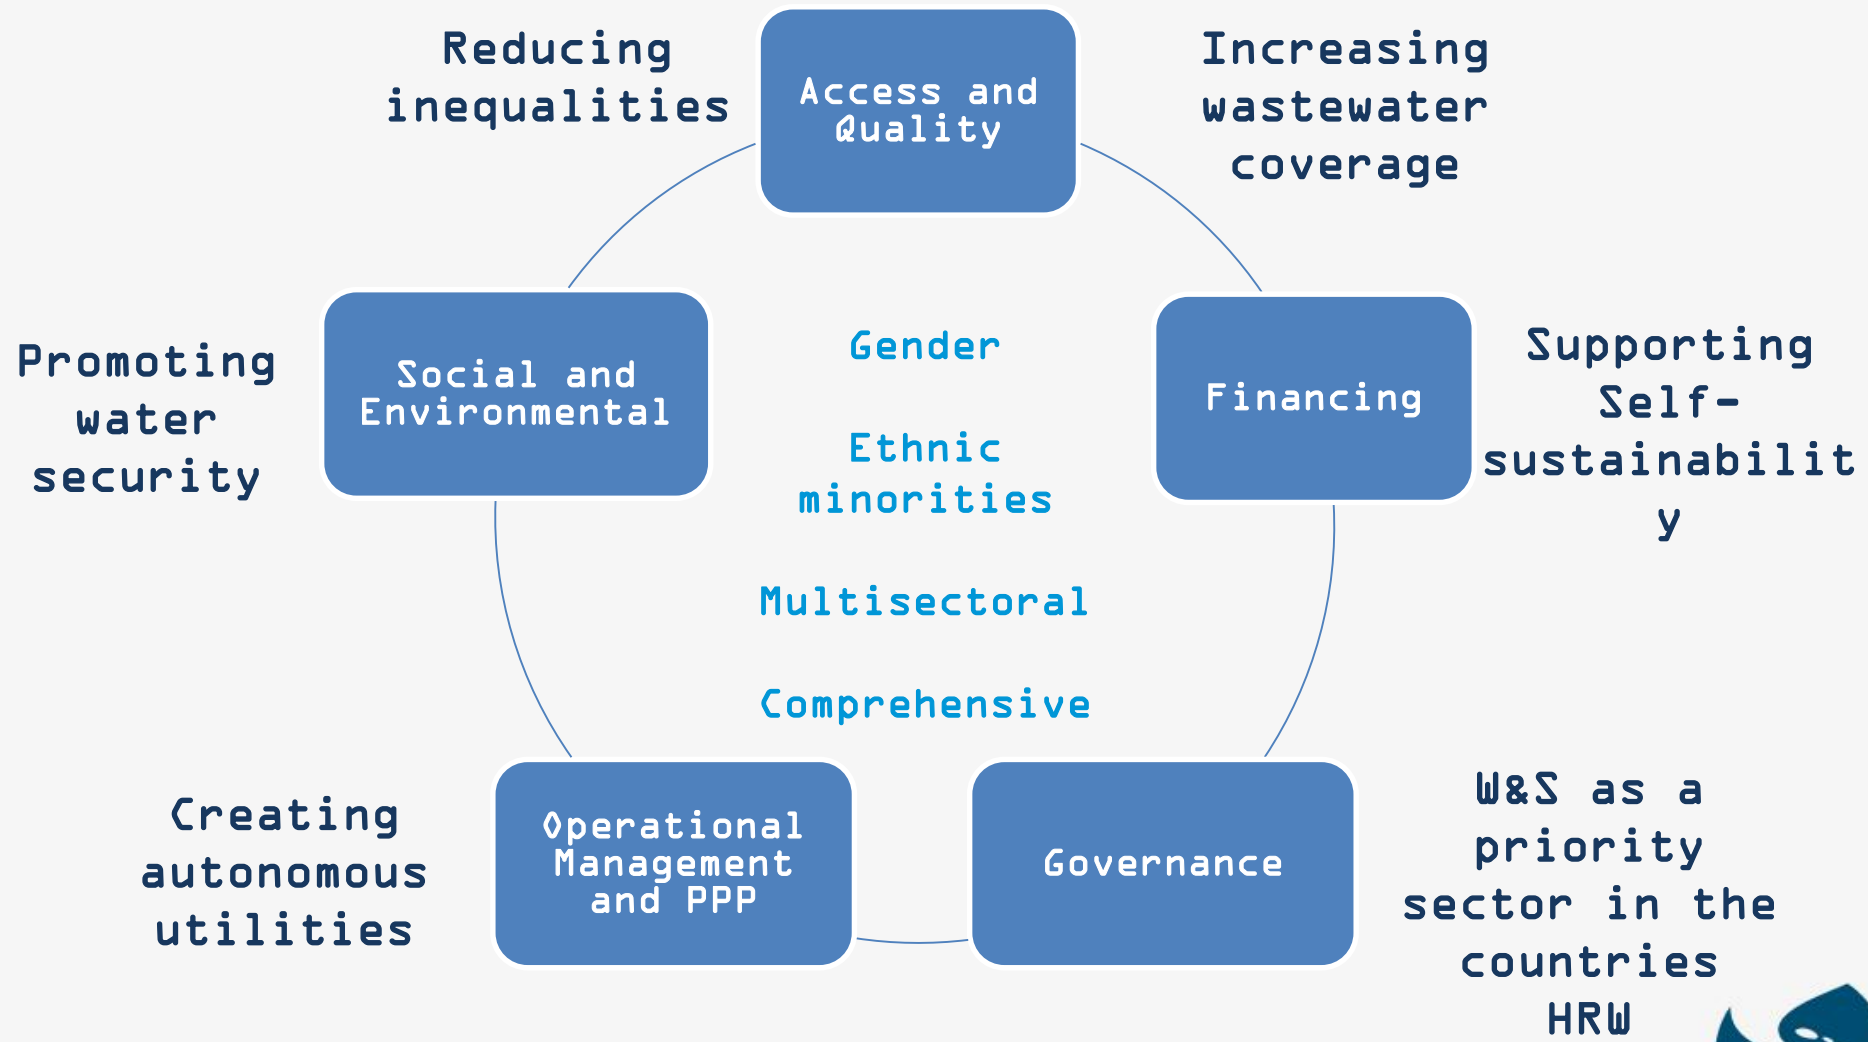 Reducing
inequalities
Access and
Quality
Increasing
wastewater
coverage
Promoting
water
security
Social and
Environmental
Gender
Ethnic
minorities
Multisectoral
Comprehensive
Financing
Supporting
Self-
sustainabilit
y
Creating
autonomous
utilities
Operational
Management
and PPP
Governance
W&S as a
priority
sector in the
countries
HRW